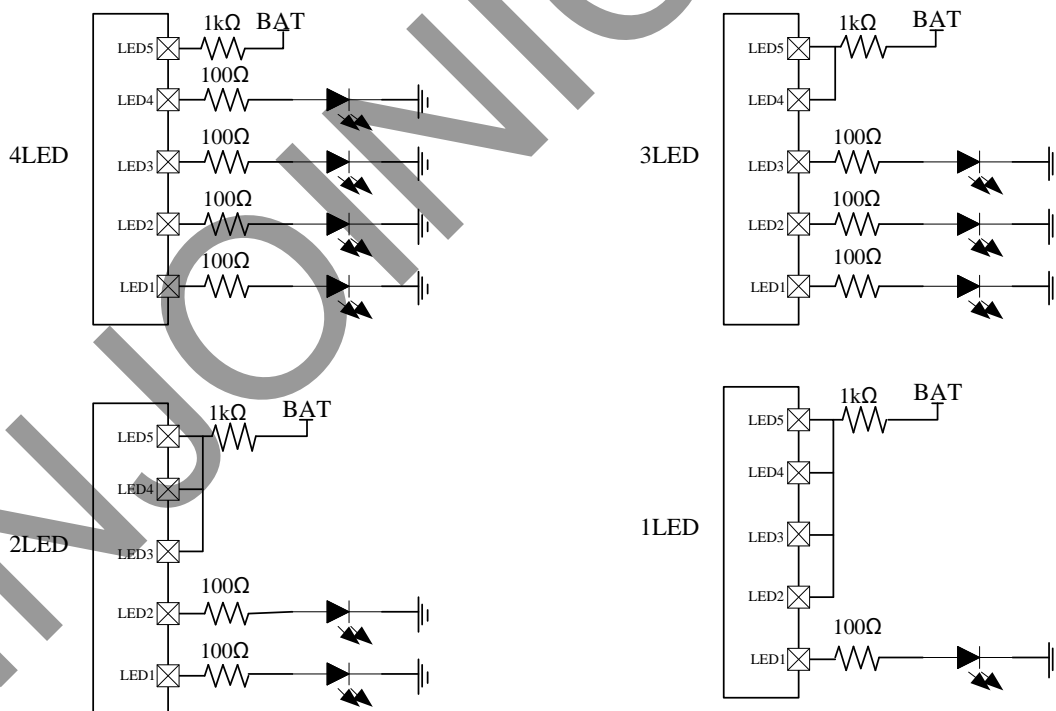 4LED
LED5 1kΩ BAT
LED4 100Ω
LED3 100Ω
LED2 100Ω
LED1 100Ω
3LED
LED5 1kΩ BAT
LED4
LED3 100Ω
LED2 100Ω
LED1 100Ω
2LED
LED5 1kΩ BAT
LED4
LED3
LED2 100Ω
LED1 100Ω
1LED
LED5 1kΩ BAT
LED4
LED3
LED2
LED1 100Ω